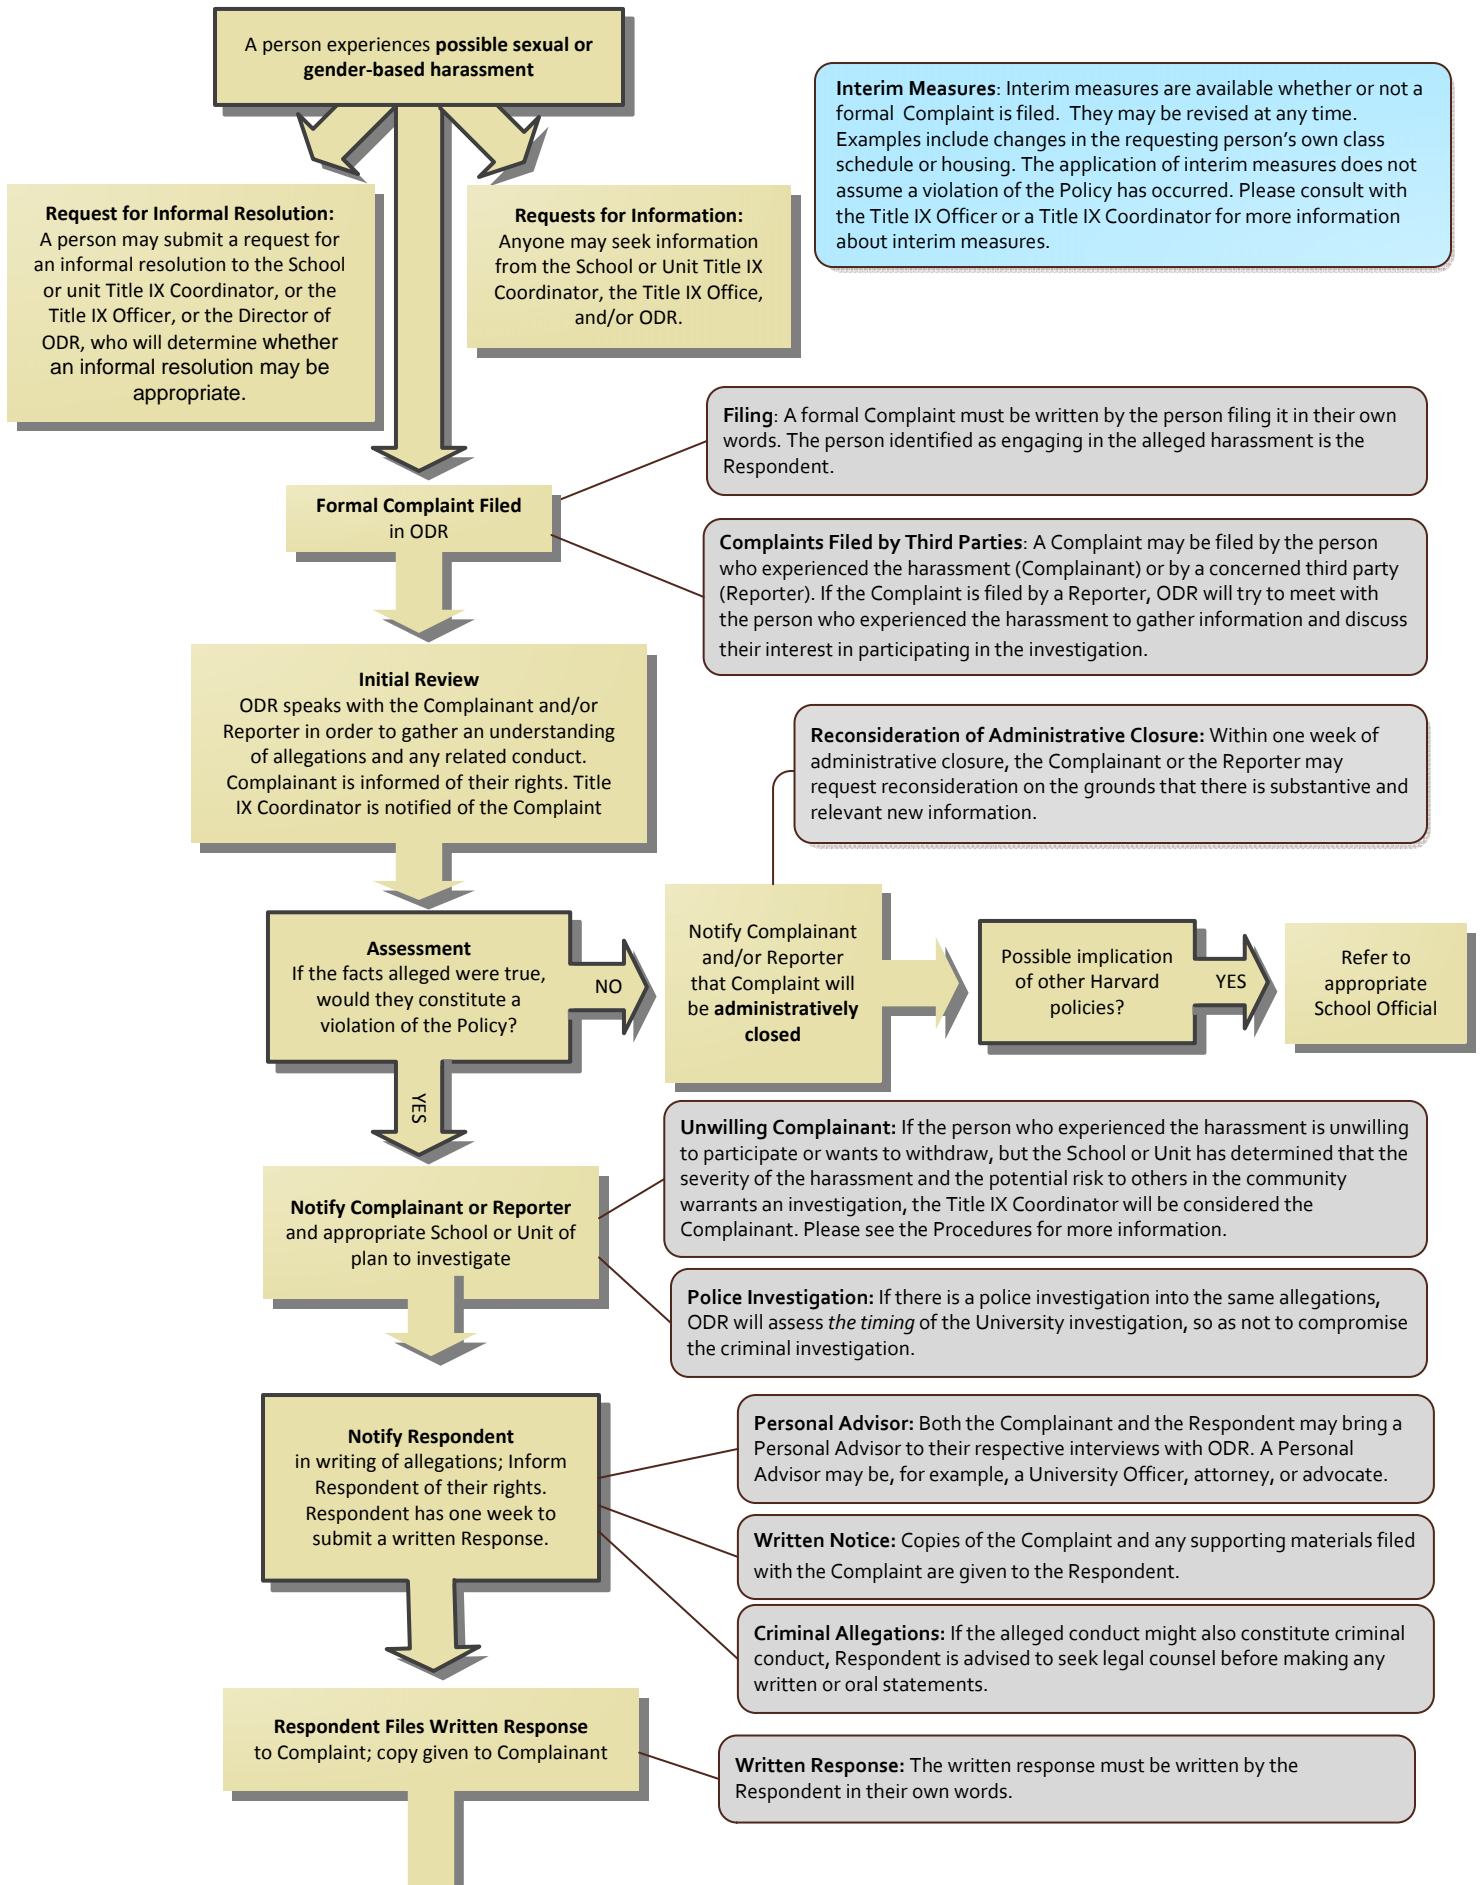 A person experiences possible sexual or
gender-based harassment
Interim Measures: Interim measures are available whether or not a
formal Complaint is filed. They may be revised at any time.
Examples include changes in the requesting person's own class
schedule or housing. The application of interim measures does not
assume a violation of the Policy has occurred. Please consult with
the Title IX Officer or a Title IX Coordinator for more information
about interim measures.
Request for Informal Resolution:
A person may submit a request for
an informal resolution to the School
or unit Title IX Coordinator, or the
Title IX Officer, or the Director of
ODR, who will determine whether
an informal resolution may be
appropriate.
Requests for Information:
Anyone may seek information
from the School or Unit Title IX
Coordinator, the Title IX Office,
and/or ODR.
Filing: A formal Complaint must be written by the person filing it in their own
words. The person identified as engaging in the alleged harassment is the
Respondent.
Formal Complaint Filed
in ODR
Complaints Filed by Third Parties: A Complaint may be filed by the person
who experienced the harassment (Complainant) or by a concerned third party
(Reporter). If the Complaint is filed by a Reporter, ODR will try to meet with
the person who experienced the harassment to gather information and discuss
their interest in participating in the investigation.
Initial Review
ODR speaks with the Complainant and/or
Reporter in order to gather an understanding
of allegations and any related conduct.
Complainant is informed of their rights. Title
IX Coordinator is notified of the Complaint
Reconsideration of Administrative Closure: Within one week of
administrative closure, the Complainant or the Reporter may
request reconsideration on the grounds that there is substantive and
relevant new information.
Assessment
If the facts alleged were true,
would they constitute a
violation of the Policy?
NO
Notify Complainant
and/or Reporter
that Complaint will
be administratively
closed
Possible implication
of other Harvard
policies?
YES
Refer to
appropriate
School Official
YES
Unwilling Complainant: If the person who experienced the harassment is unwilling
to participate or wants to withdraw, but the School or Unit has determined that the
severity of the harassment and the potential risk to others in the community
warrants an investigation, the Title IX Coordinator will be considered the
Complainant. Please see the Procedures for more information.
Notify Complainant or Reporter
and appropriate School or Unit of
plan to investigate
Police Investigation: If there is a police investigation into the same allegations,
ODR will assess the timing of the University investigation, so as not to compromise
the criminal investigation.
Notify Respondent
in writing of allegations; Inform
Respondent of their rights.
Respondent has one week to
submit a written Response.
Personal Advisor: Both the Complainant and the Respondent may bring a
Personal Advisor to their respective interviews with ODR. A Personal
Advisor may be, for example, a University Officer, attorney, or advocate.
Written Notice: Copies of the Complaint and any supporting materials filed
with the Complaint are given to the Respondent.
Criminal Allegations: If the alleged conduct might also constitute criminal
conduct, Respondent is advised to seek legal counsel before making any
written or oral statements.
Respondent Files Written Response
to Complaint; copy given to Complainant
Written Response: The written response must be written by the
Respondent in their own words.